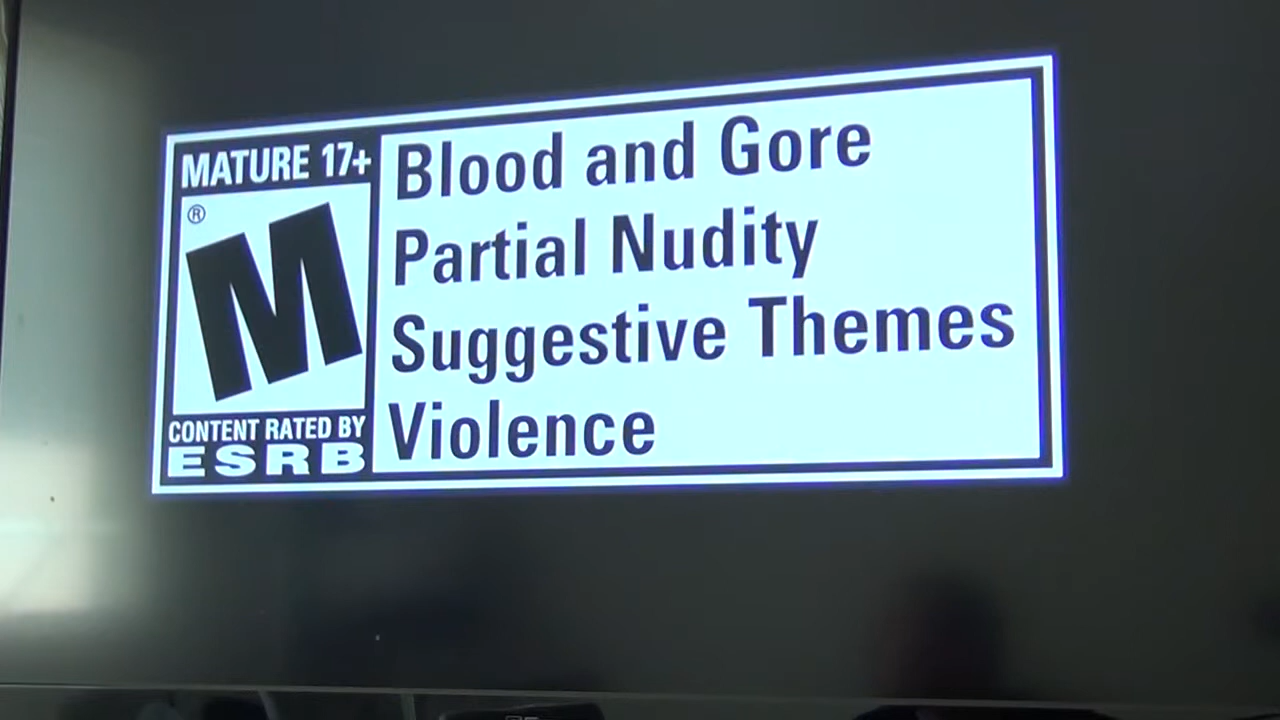 MATURE 17+
®
M
CONTENT RATED BY
ESRB
Blood and Gore
Partial Nudity
Suggestive Themes
Violence